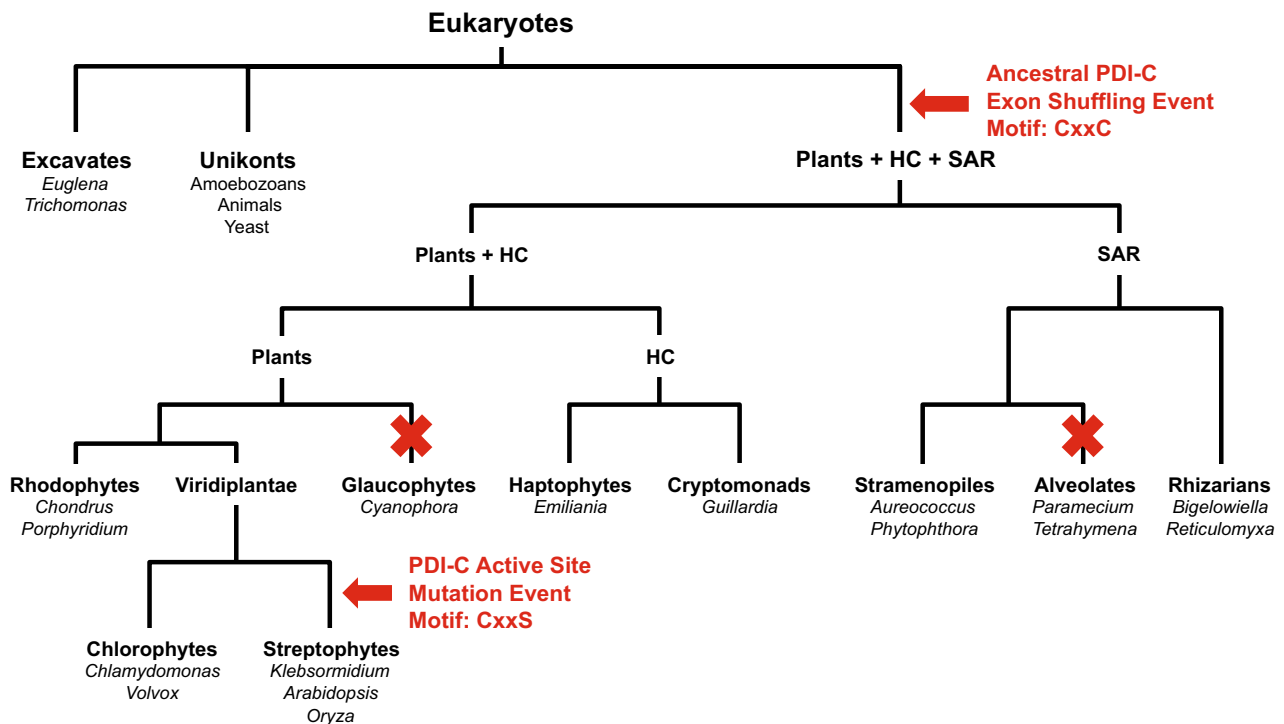 Eukaryotes
Ancestral PDI-C
Exon Shuffling Event
Motif: CxxC
Excavates
Euglena
Trichomonas
Unikonts
Amoebozoans
Animals
Yeast
Plants + HC + SAR
Plants + HC
SAR
Plants
HC
Rhodophytes
Chondrus
Porphyridium
Viridiplantae
Glaucophytes
Cyanophora
Haptophytes
Emiliania
Cryptomonads
Guillardia
Stramenopiles
Aureococcus
Phytophthora
Alveolates
Paramecium
Tetrahymena
Rhizarians
Bigelowiella
Reticulomyxa
PDI-C Active Site
Mutation Event
Motif: CxxS
Chlorophytes
Chlamydomonas
Volvox
Streptophytes
Klebsormidium
Arabidopsis
Oryza